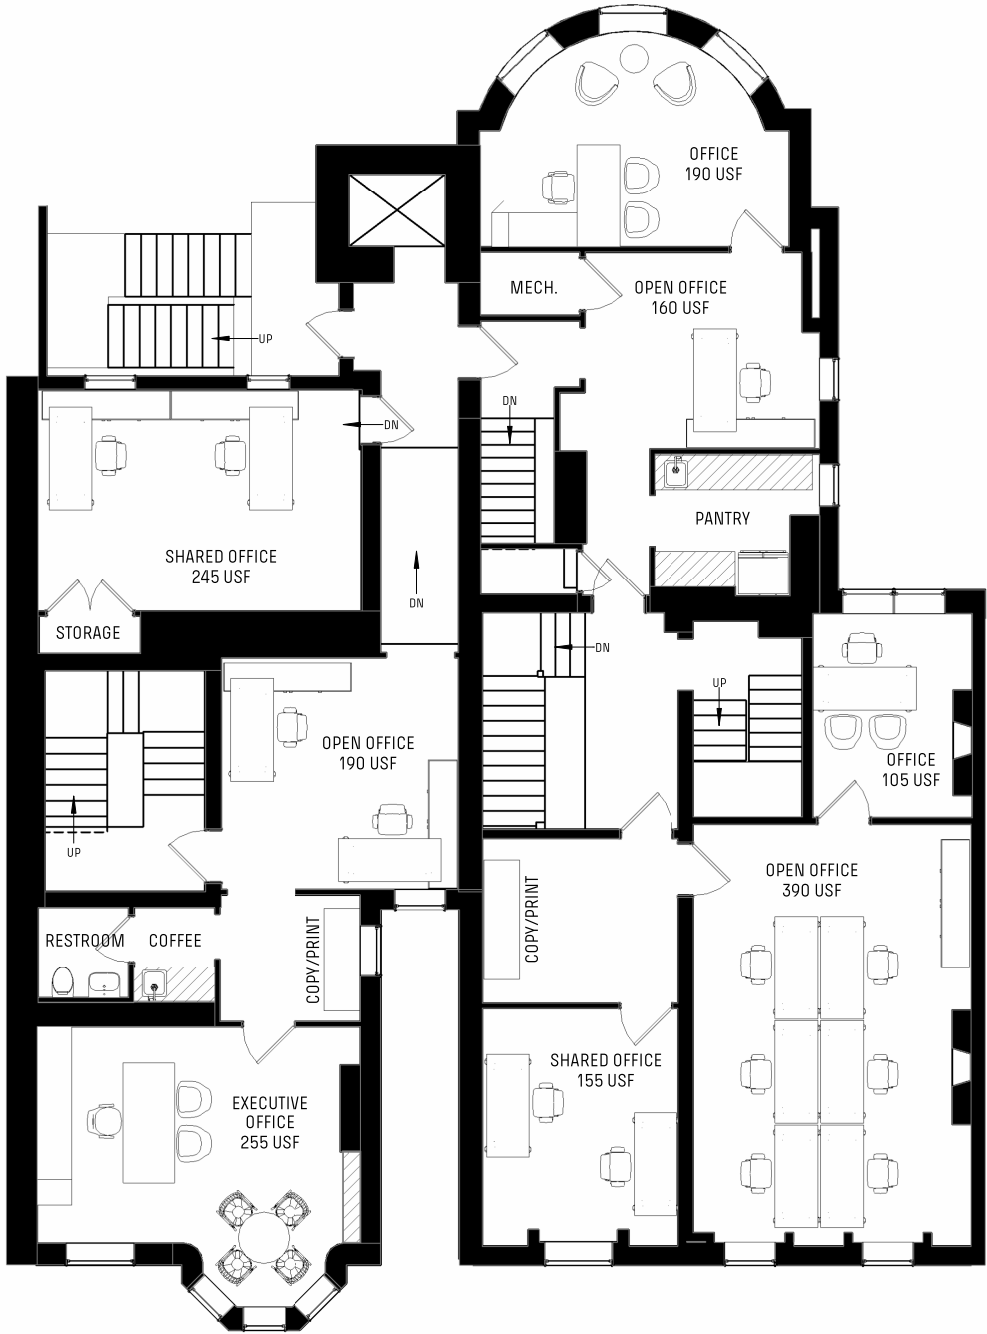 OFFICE
190 USF
MECH.
OPEN OFFICE
160 USF
UP
DN
DN
PANTRY
SHARED OFFICE
245 USF
DN
STORAGE
DN
UP
OPEN OFFICE
190 USF
OFFICE
105 USF
UP
OPEN OFFICE
390 USF
COPY/PRINT
RESTROOM
COFFEE
COPY/PRINT
SHARED OFFICE
155 USF
EXECUTIVE
OFFICE
255 USF